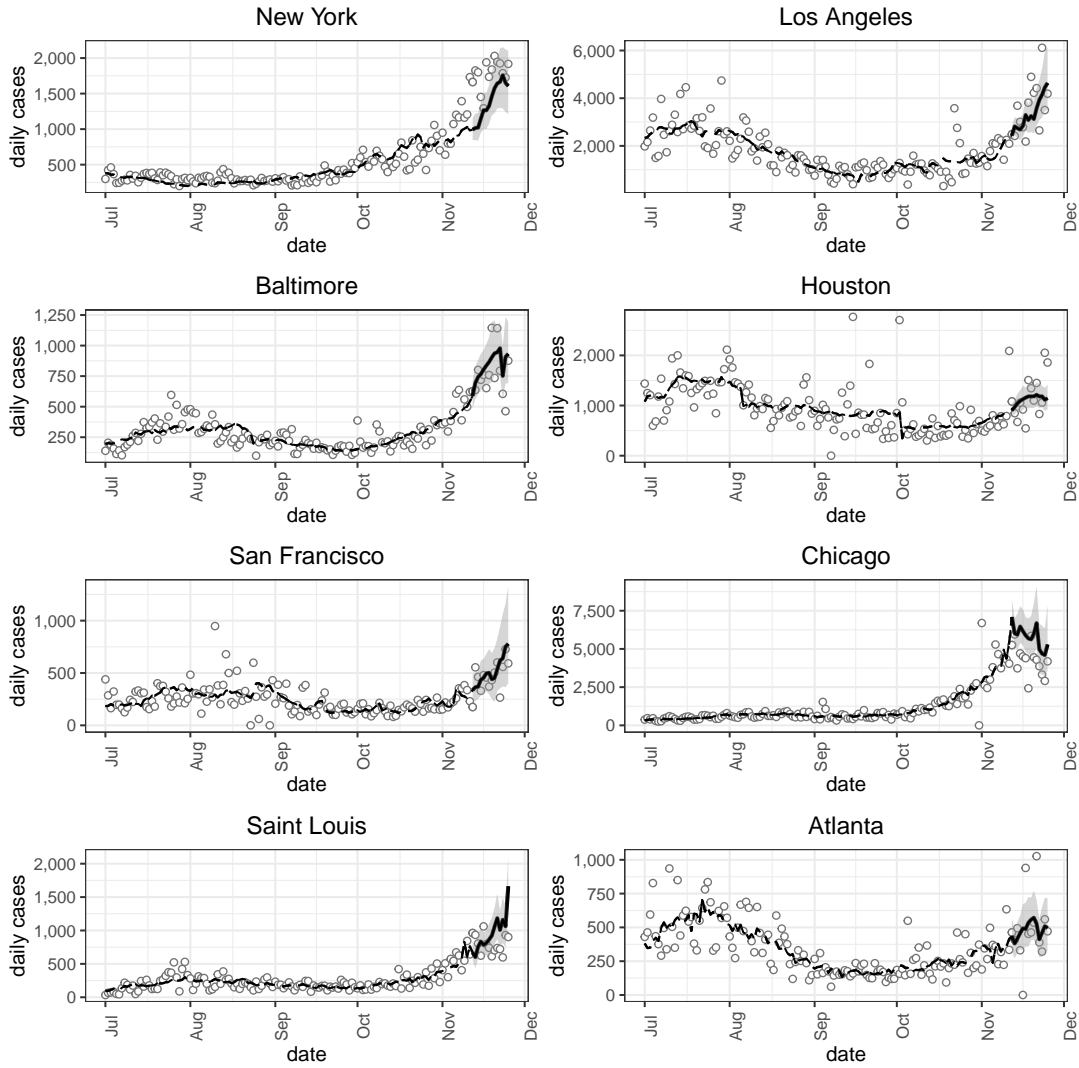 New York
daily cases
2,000
1,500
1,000
500
Jul
Aug
Sep
Oct
Nov
Dec
date
Los Angeles
daily cases
6,000
4,000
2,000
Jul
Aug
Sep
Oct
Nov
Dec
date
Baltimore
daily cases
1,250
1,000
750
500
250
Jul
Aug
Sep
Oct
Nov
Dec
date
Houston
daily cases
2,000
1,000
0
Jul
Aug
Sep
Oct
Nov
Dec
date
San Francisco
daily cases
1,000
500
0
Jul
Aug
Sep
Oct
Nov
Dec
date
Chicago
daily cases
7,500
5,000
2,500
0
Jul
Aug
Sep
Oct
Nov
Dec
date
Saint Louis
daily cases
2,000
1,500
1,000
500
0
Jul
Aug
Sep
Oct
Nov
Dec
date
Atlanta
daily cases
1,000
750
500
250
0
Jul
Aug
Sep
Oct
Nov
Dec
date